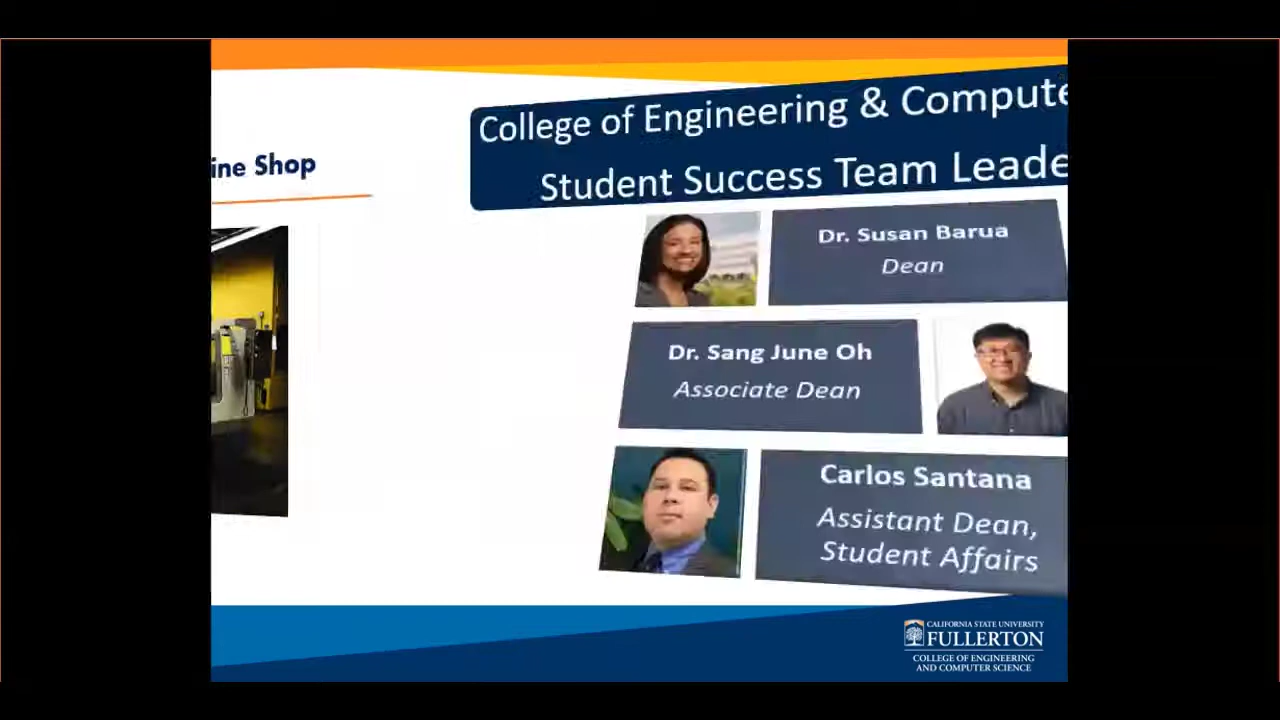 ine Shop
College of Engineering & Compute
Student Success Team Leade
Dr. Susan Barua
Dean
Dr. Sang June Oh
Associate Dean
Carlos Santana
Assistant Dean,
Student Affairs
CALIFORNIA STATE UNIVERSITY
FULLERTON
COLLEGE OF ENGINEERING
AND COMPUTER SCIENCE